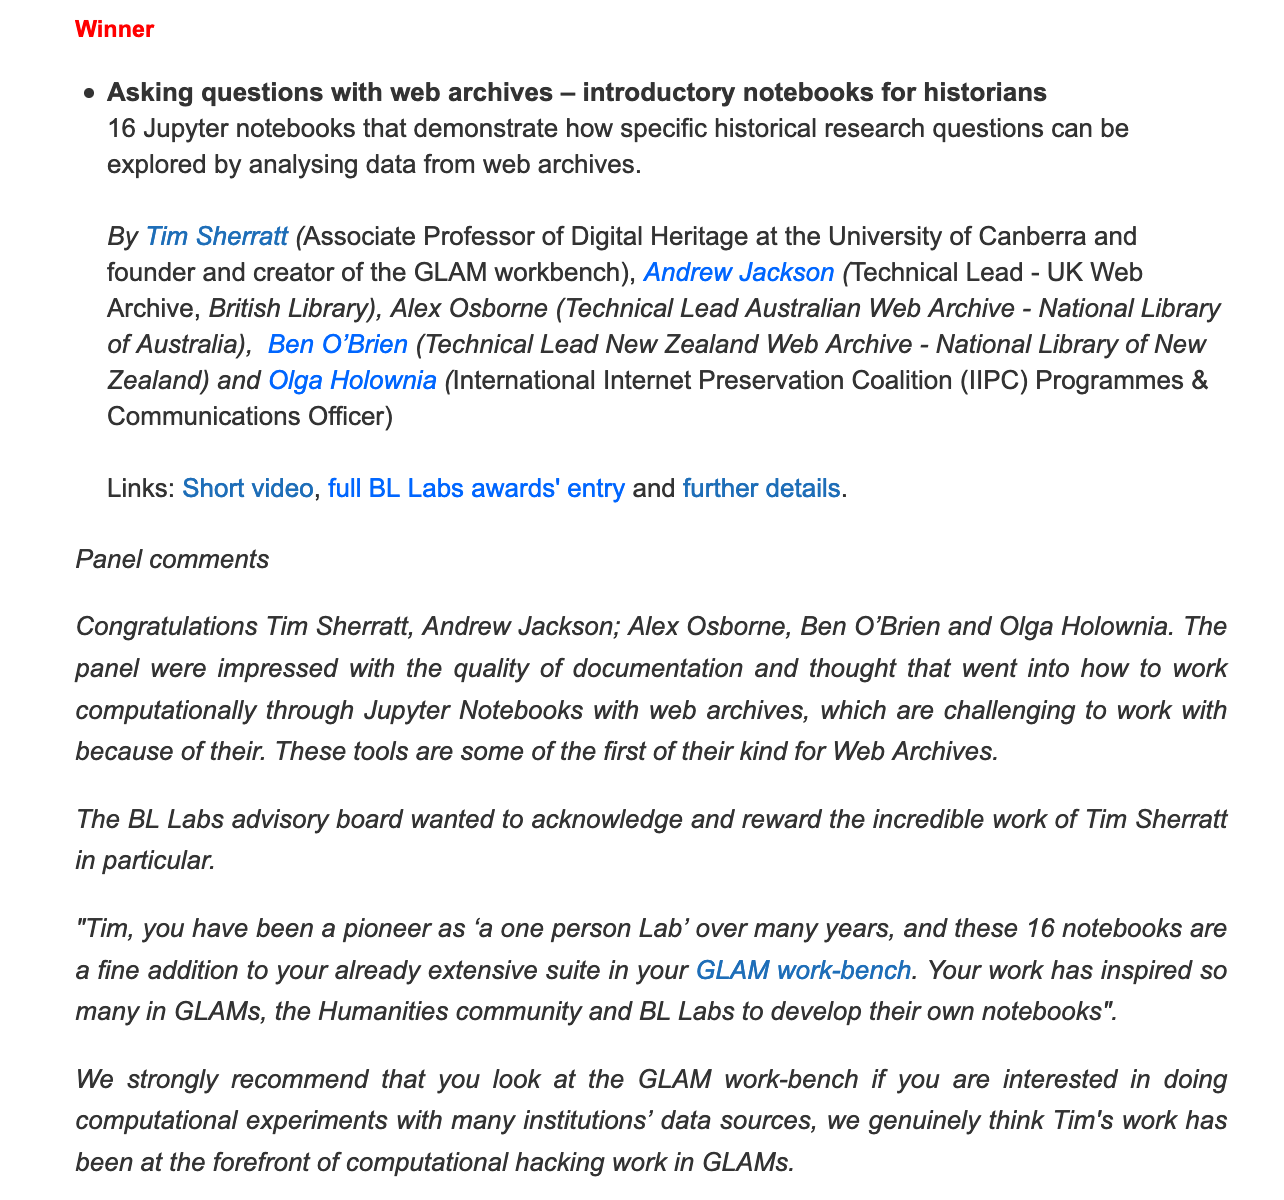 Winner
• Asking questions with web archives – introductory notebooks for historians
16 Jupyter notebooks that demonstrate how specific historical research questions can be
explored by analysing data from web archives.
By Tim Sherratt (Associate Professor of Digital Heritage at the University of Canberra and
founder and creator of the GLAM workbench), Andrew Jackson (Technical Lead - UK Web
Archive, British Library), Alex Osborne (Technical Lead Australian Web Archive - National Library
of Australia),  Ben O’Brien (Technical Lead New Zealand Web Archive - National Library of New
Zealand) and Olga Holownia (International Internet Preservation Coalition (IIPC) Programmes &
Communications Officer)
Links: Short video, full BL Labs awards' entry and further details.
Panel comments
Congratulations Tim Sherratt, Andrew Jackson; Alex Osborne, Ben O’Brien and Olga Holownia. The
panel were impressed with the quality of documentation and thought that went into how to work
computationally through Jupyter Notebooks with web archives, which are challenging to work with
because of their. These tools are some of the first of their kind for Web Archives.
The BL Labs advisory board wanted to acknowledge and reward the incredible work of Tim Sherratt
in particular.
"Tim, you have been a pioneer as ‘a one person Lab’ over many years, and these 16 notebooks are
a fine addition to your already extensive suite in your GLAM work-bench. Your work has inspired so
many in GLAMs, the Humanities community and BL Labs to develop their own notebooks".
We strongly recommend that you look at the GLAM work-bench if you are interested in doing
computational experiments with many institutions’ data sources, we genuinely think Tim's work has
been at the forefront of computational hacking work in GLAMs.